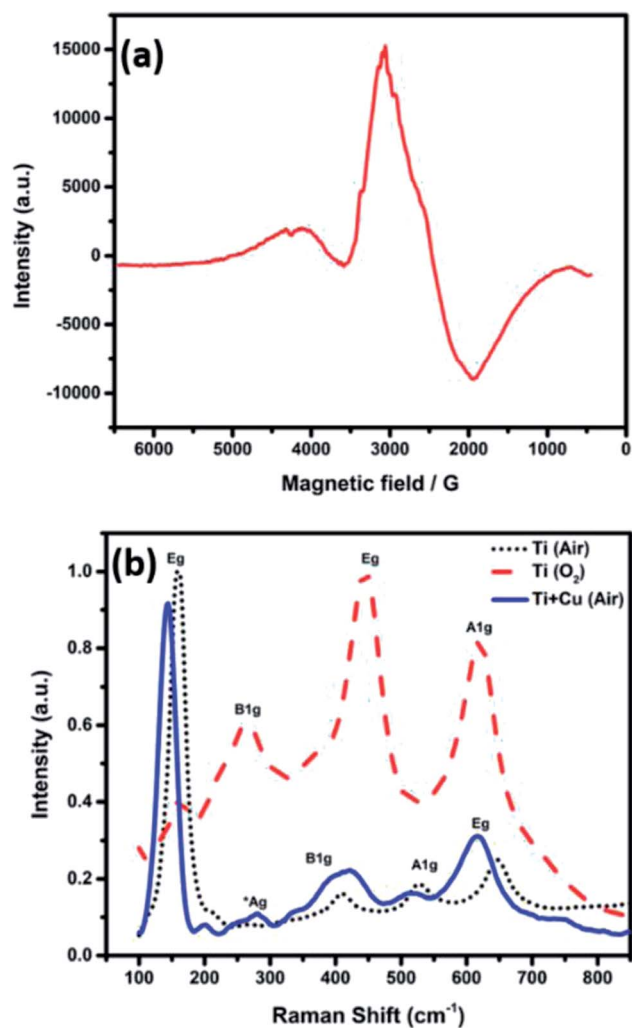 (a)
15000
10000
5000
0
-5000
-10000
Intensity (a.u.)
6000 5000 4000 3000 2000 1000 0
Magnetic field / G
(b)
Eg
Eg
A1g
B1g
Eg
B1g
A1g
*Ag
Ti (Air)
Ti (O₂)
Ti+Cu (Air)
1.0
0.8
0.6
0.4
0.2
0.0
Intensity (a.u.)
100 200 300 400 500 600 700 800
Raman Shift (cm⁻¹)